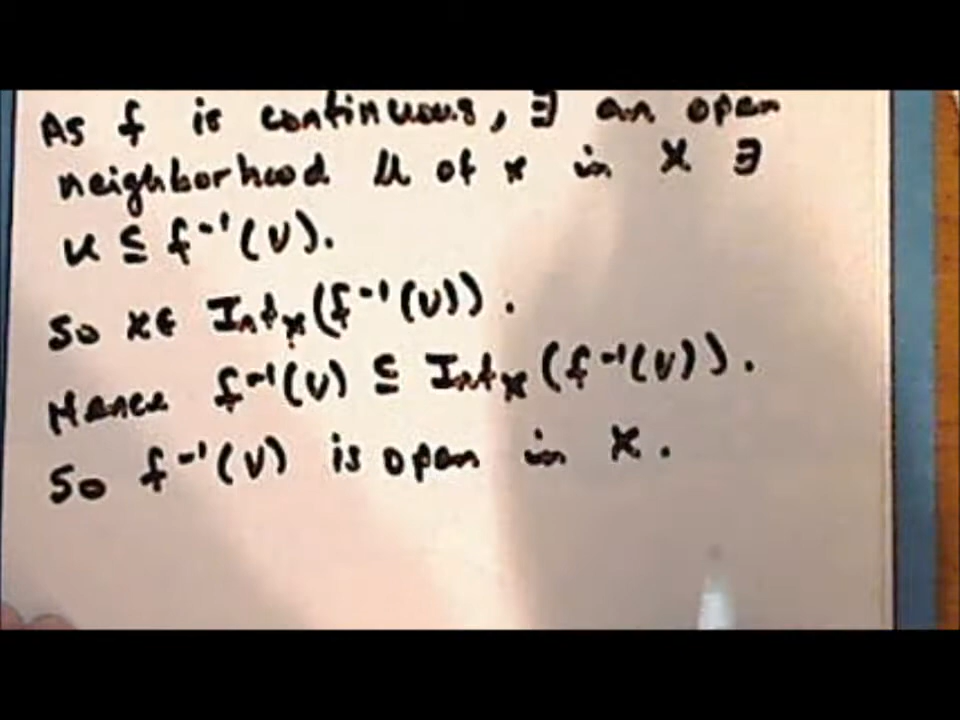 As f is continuous, ∃ an open
neighborhood U of x in X ∋
U ⊆ f⁻¹(V).
So x ∈ Int_X(f⁻¹(V)).
Hence f⁻¹(V) ⊆ Int_X(f⁻¹(V)).
So f⁻¹(V) is open in X.